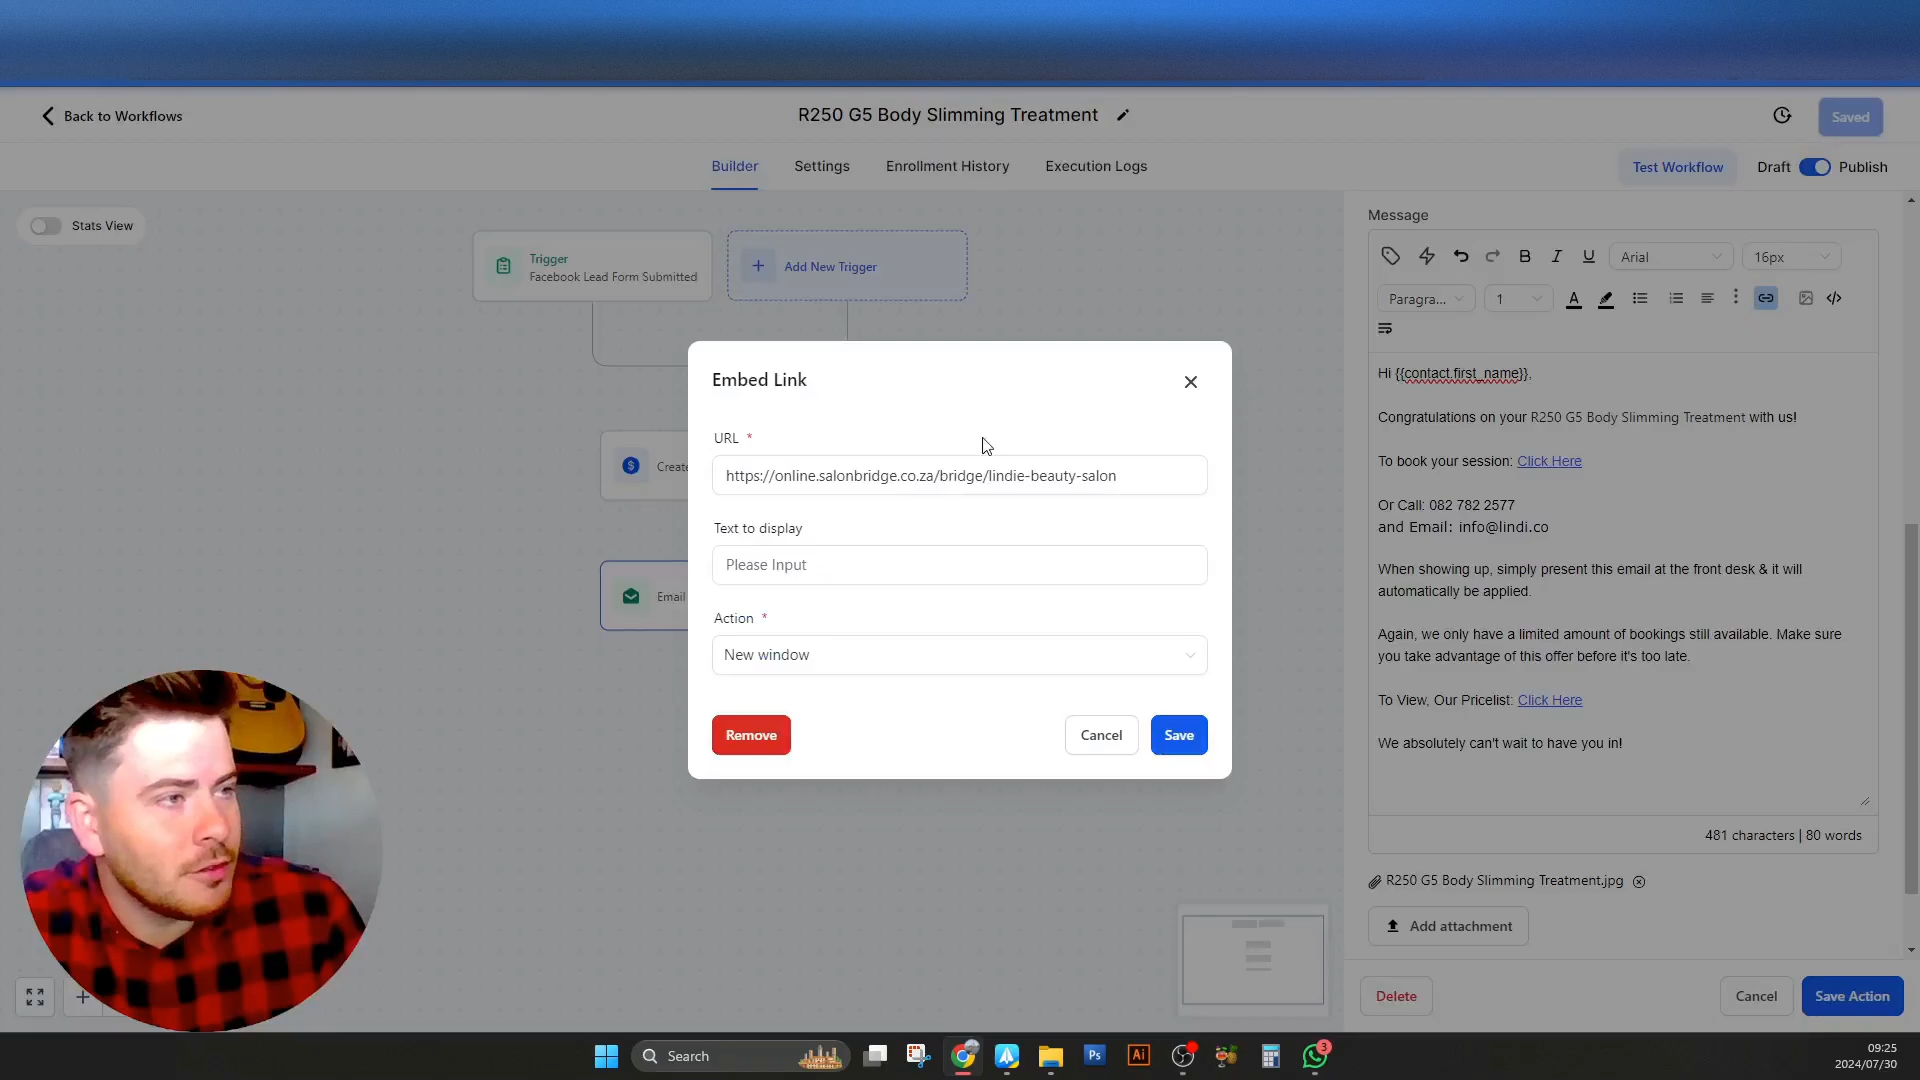 Back to Workflows
R250 G5 Body Slimming Treatment
Saved
Builder
Settings
Enrollment History
Execution Logs
Test Workflow
Draft
Publish
Stats View
Trigger
Facebook Lead Form Submitted
Add New Trigger
Create
Email
Embed Link
URL *
https://online.salonbridge.co.za/bridge/lindie-beauty-salon
Text to display
Please Input
Action *
New window
Remove
Cancel
Save
Message
Arial
16px
Paragra...
1
Hi {{contact.first_name}},
Congratulations on your R250 G5 Body Slimming Treatment with us!
To book your session: Click Here
Or Call: 082 782 2577
and Email: info@lindi.co
When showing up, simply present this email at the front desk & it will
automatically be applied.
Again, we only have a limited amount of bookings still available. Make sure
you take advantage of this offer before it's too late.
To View, Our Pricelist: Click Here
We absolutely can't wait to have you in!
481 characters | 80 words
R250 G5 Body Slimming Treatment.jpg
Add attachment
Delete
Cancel
Save Action
Search
Ps
Ai
3
09:25
2024/07/30